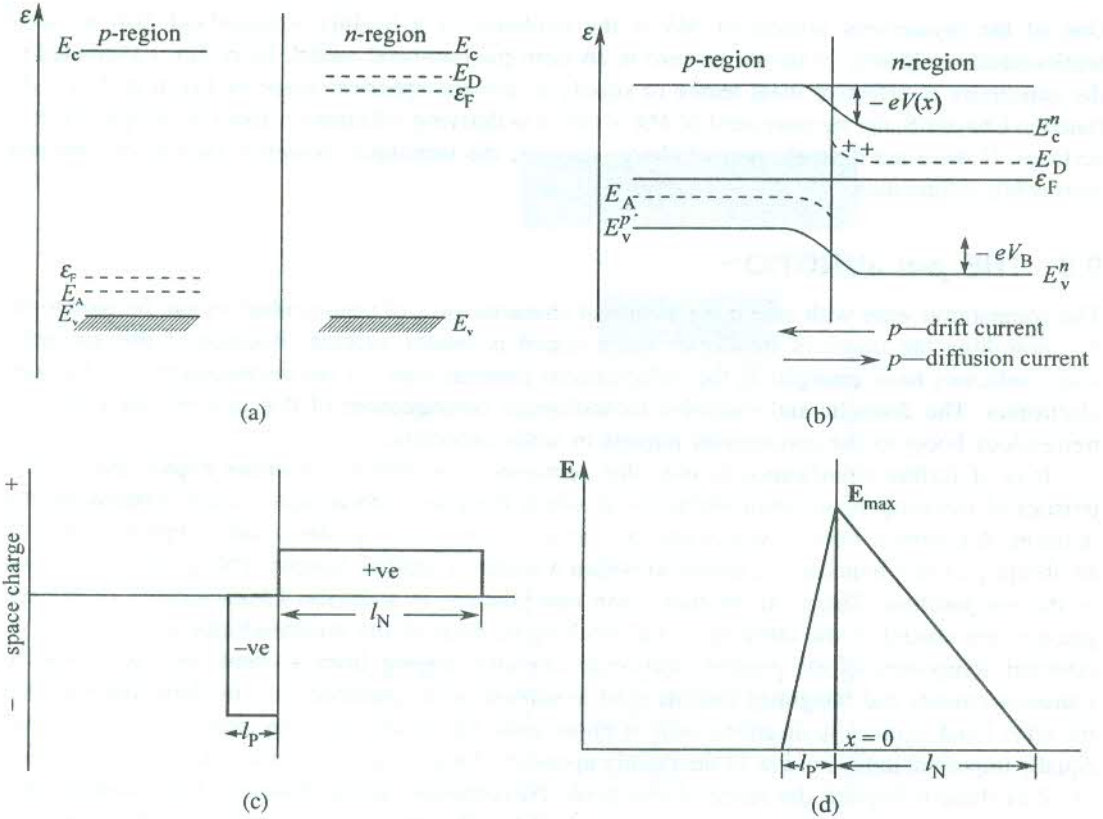 ε
p-region
n-region
E_c
E_c
E_D
ε_F
ε_F
E_A
E_v
E_v
(a)
ε
p-region
n-region
− eV(x)
E_c^n
+ +
E_D
ε_F
E_A
E_v^p
− eV_B
E_v^n
p—drift current
p—diffusion current
(b)
− space charge +
+ve
l_N
−ve
l_P
(c)
E
E_max
x = 0
l_P
l_N
(d)